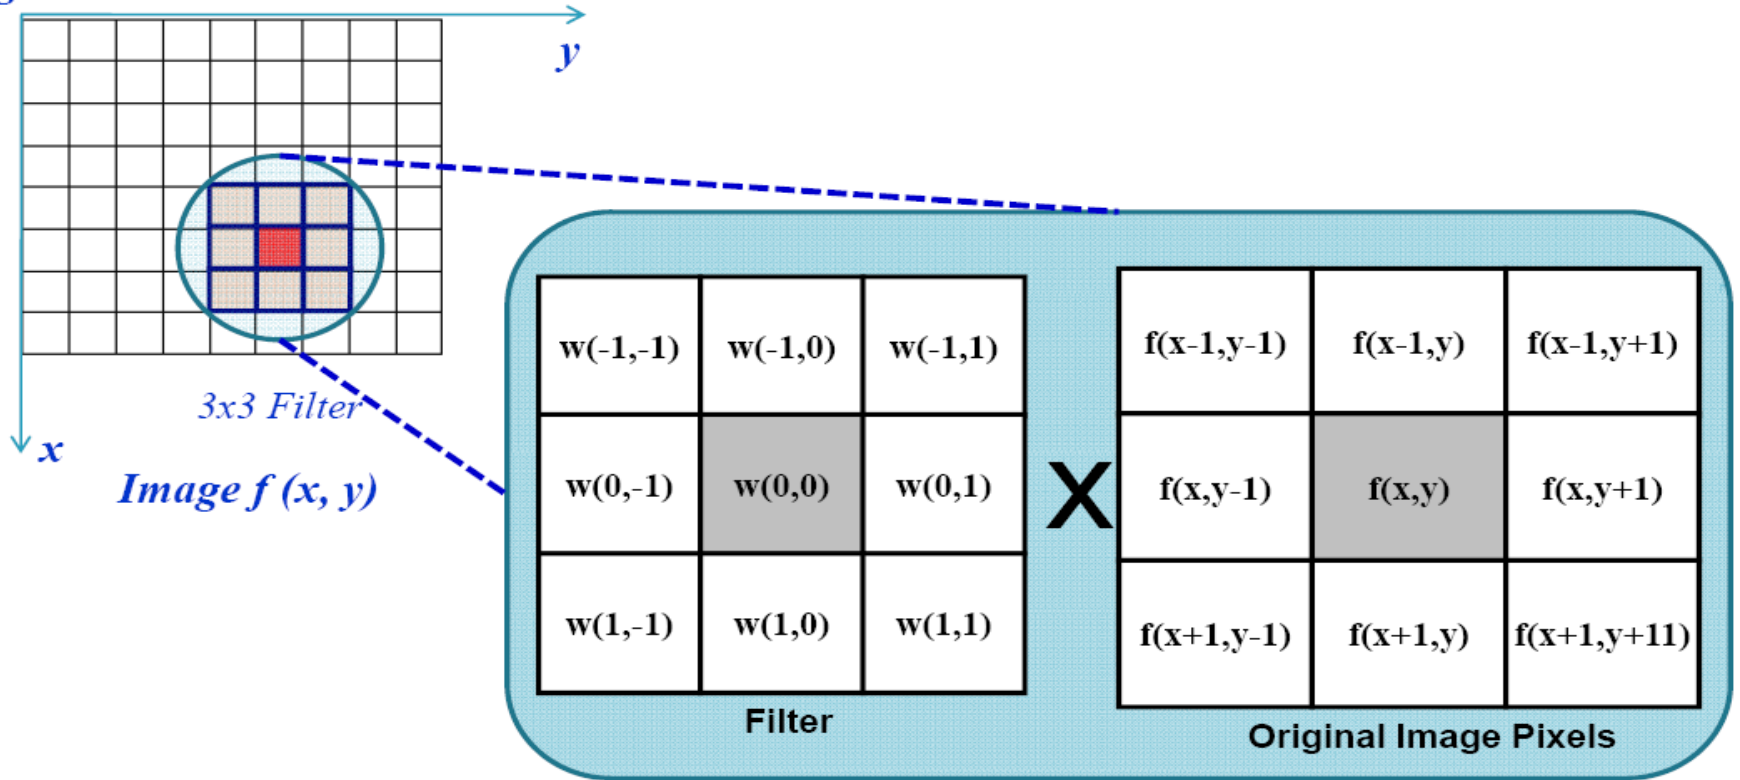 y
3x3 Filter
x
Image f (x, y)
w(-1,-1) w(-1,0) w(-1,1)
w(0,-1) w(0,0) w(0,1)
w(1,-1) w(1,0) w(1,1)
Filter
X
f(x-1,y-1) f(x-1,y) f(x-1,y+1)
f(x,y-1) f(x,y) f(x,y+1)
f(x+1,y-1) f(x+1,y) f(x+1,y+11)
Original Image Pixels